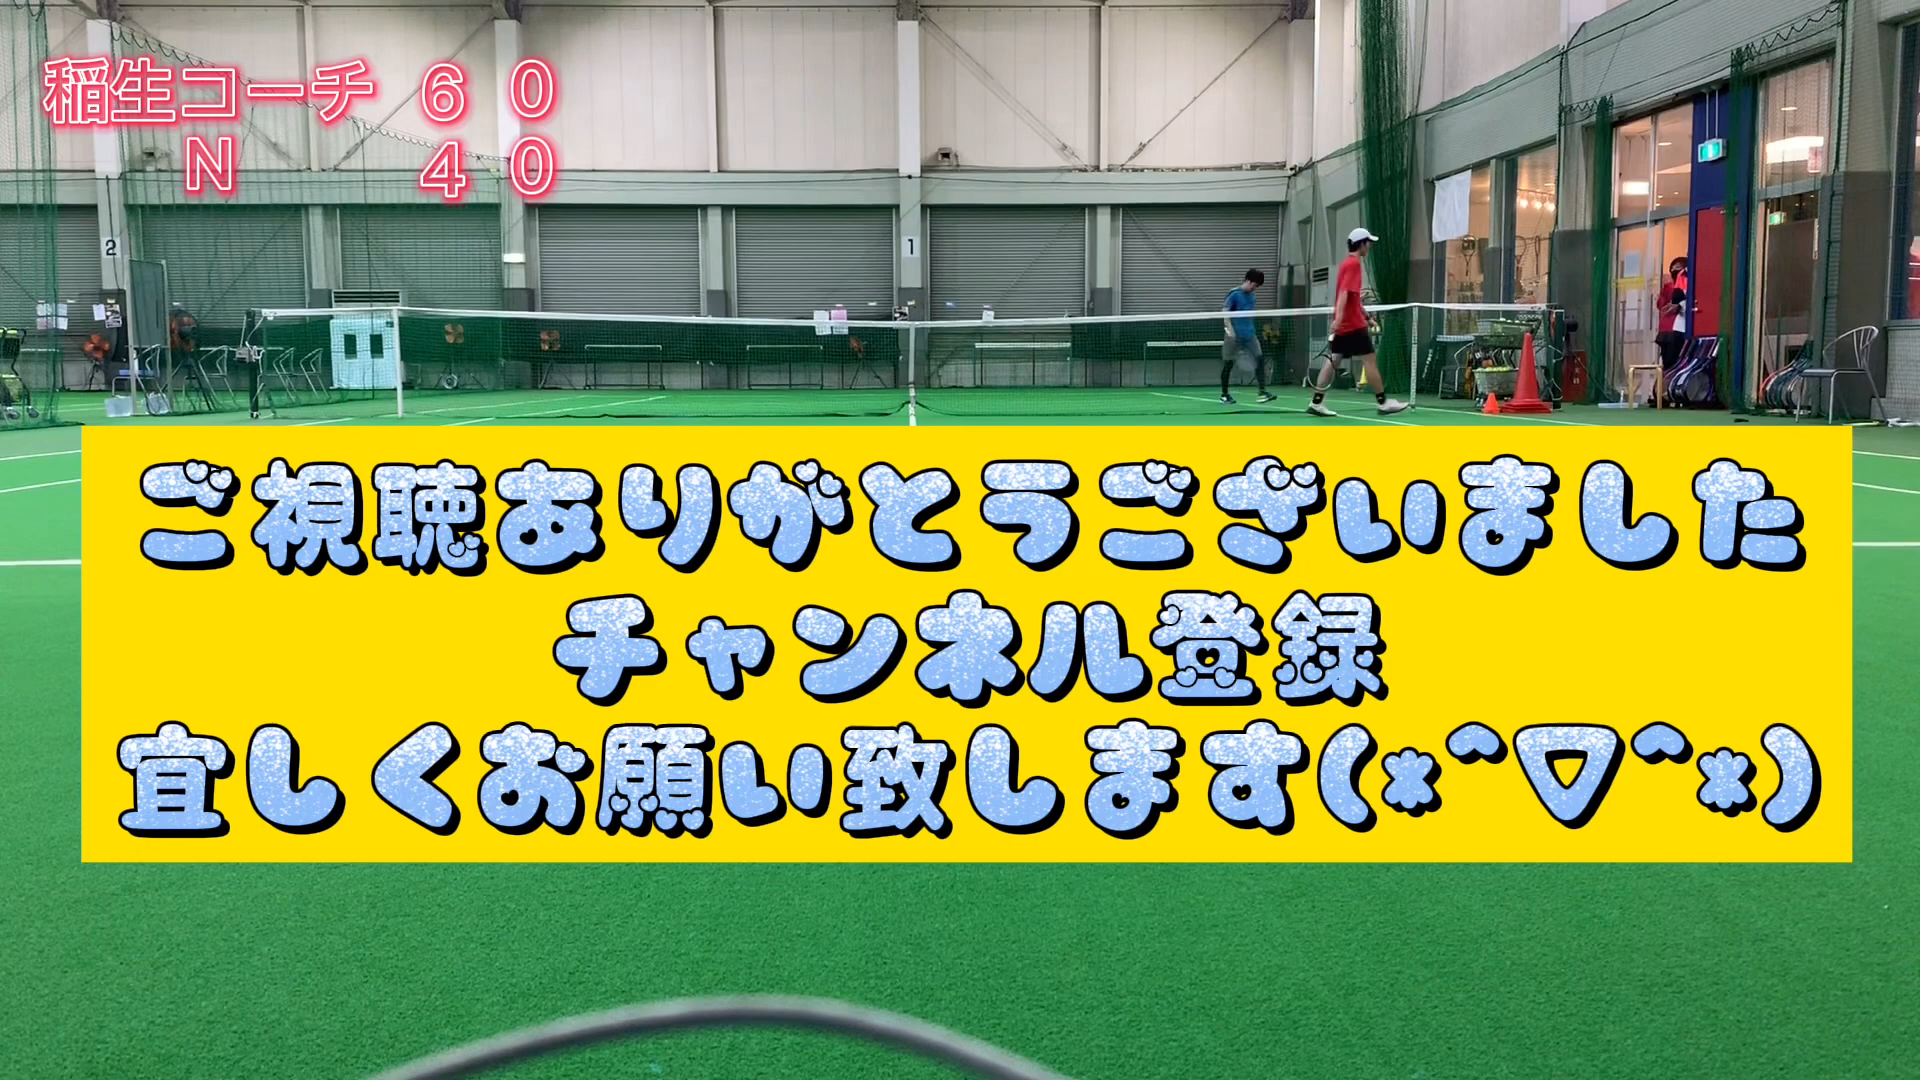 稲生コーチ 6 0
N 4 0
2
1
ご視聴ありがとうございました
チャンネル登録
宜しくお願い致します(*^▽^*)